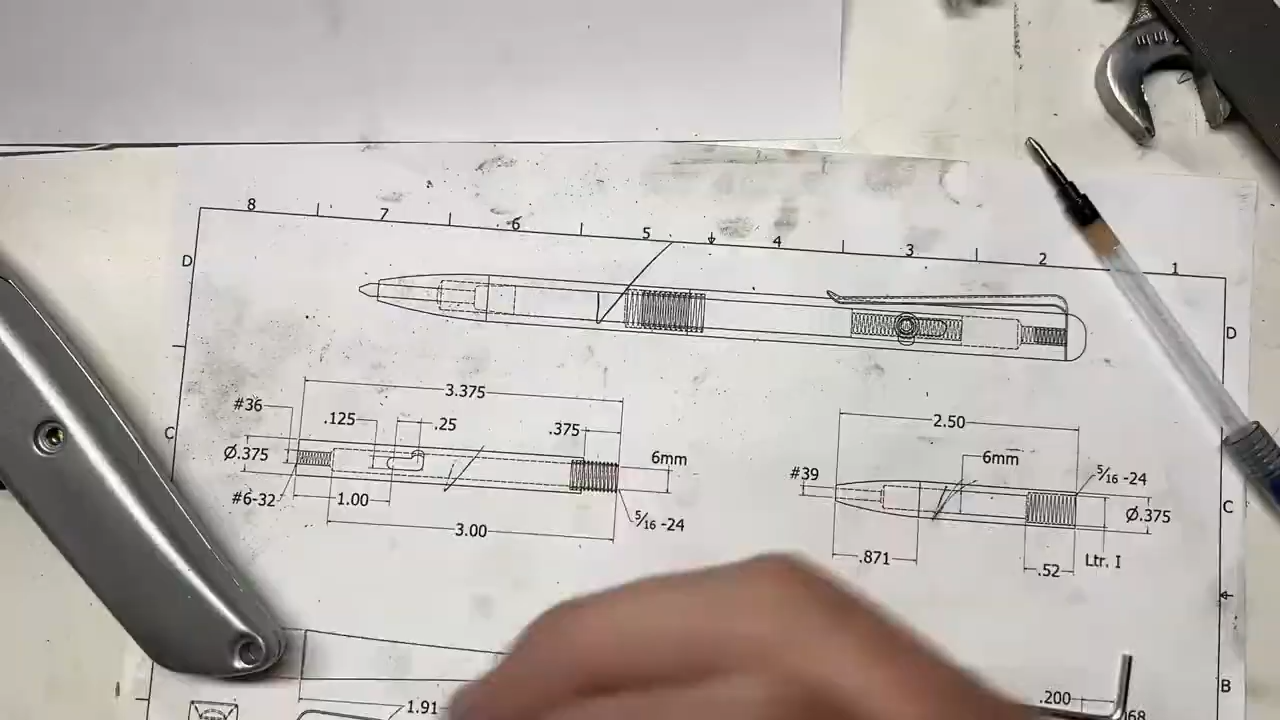 8 7 6 5 4 3 2 1
D
D
3.375
2.50
#36
.125
.25
.375
6mm
6mm
C
Ø.375
#39
5/16 -24
#6-32
1.00
5/16 -24
Ø.375
C
3.00
.871
.52
Ltr. I
B
.200
1.91